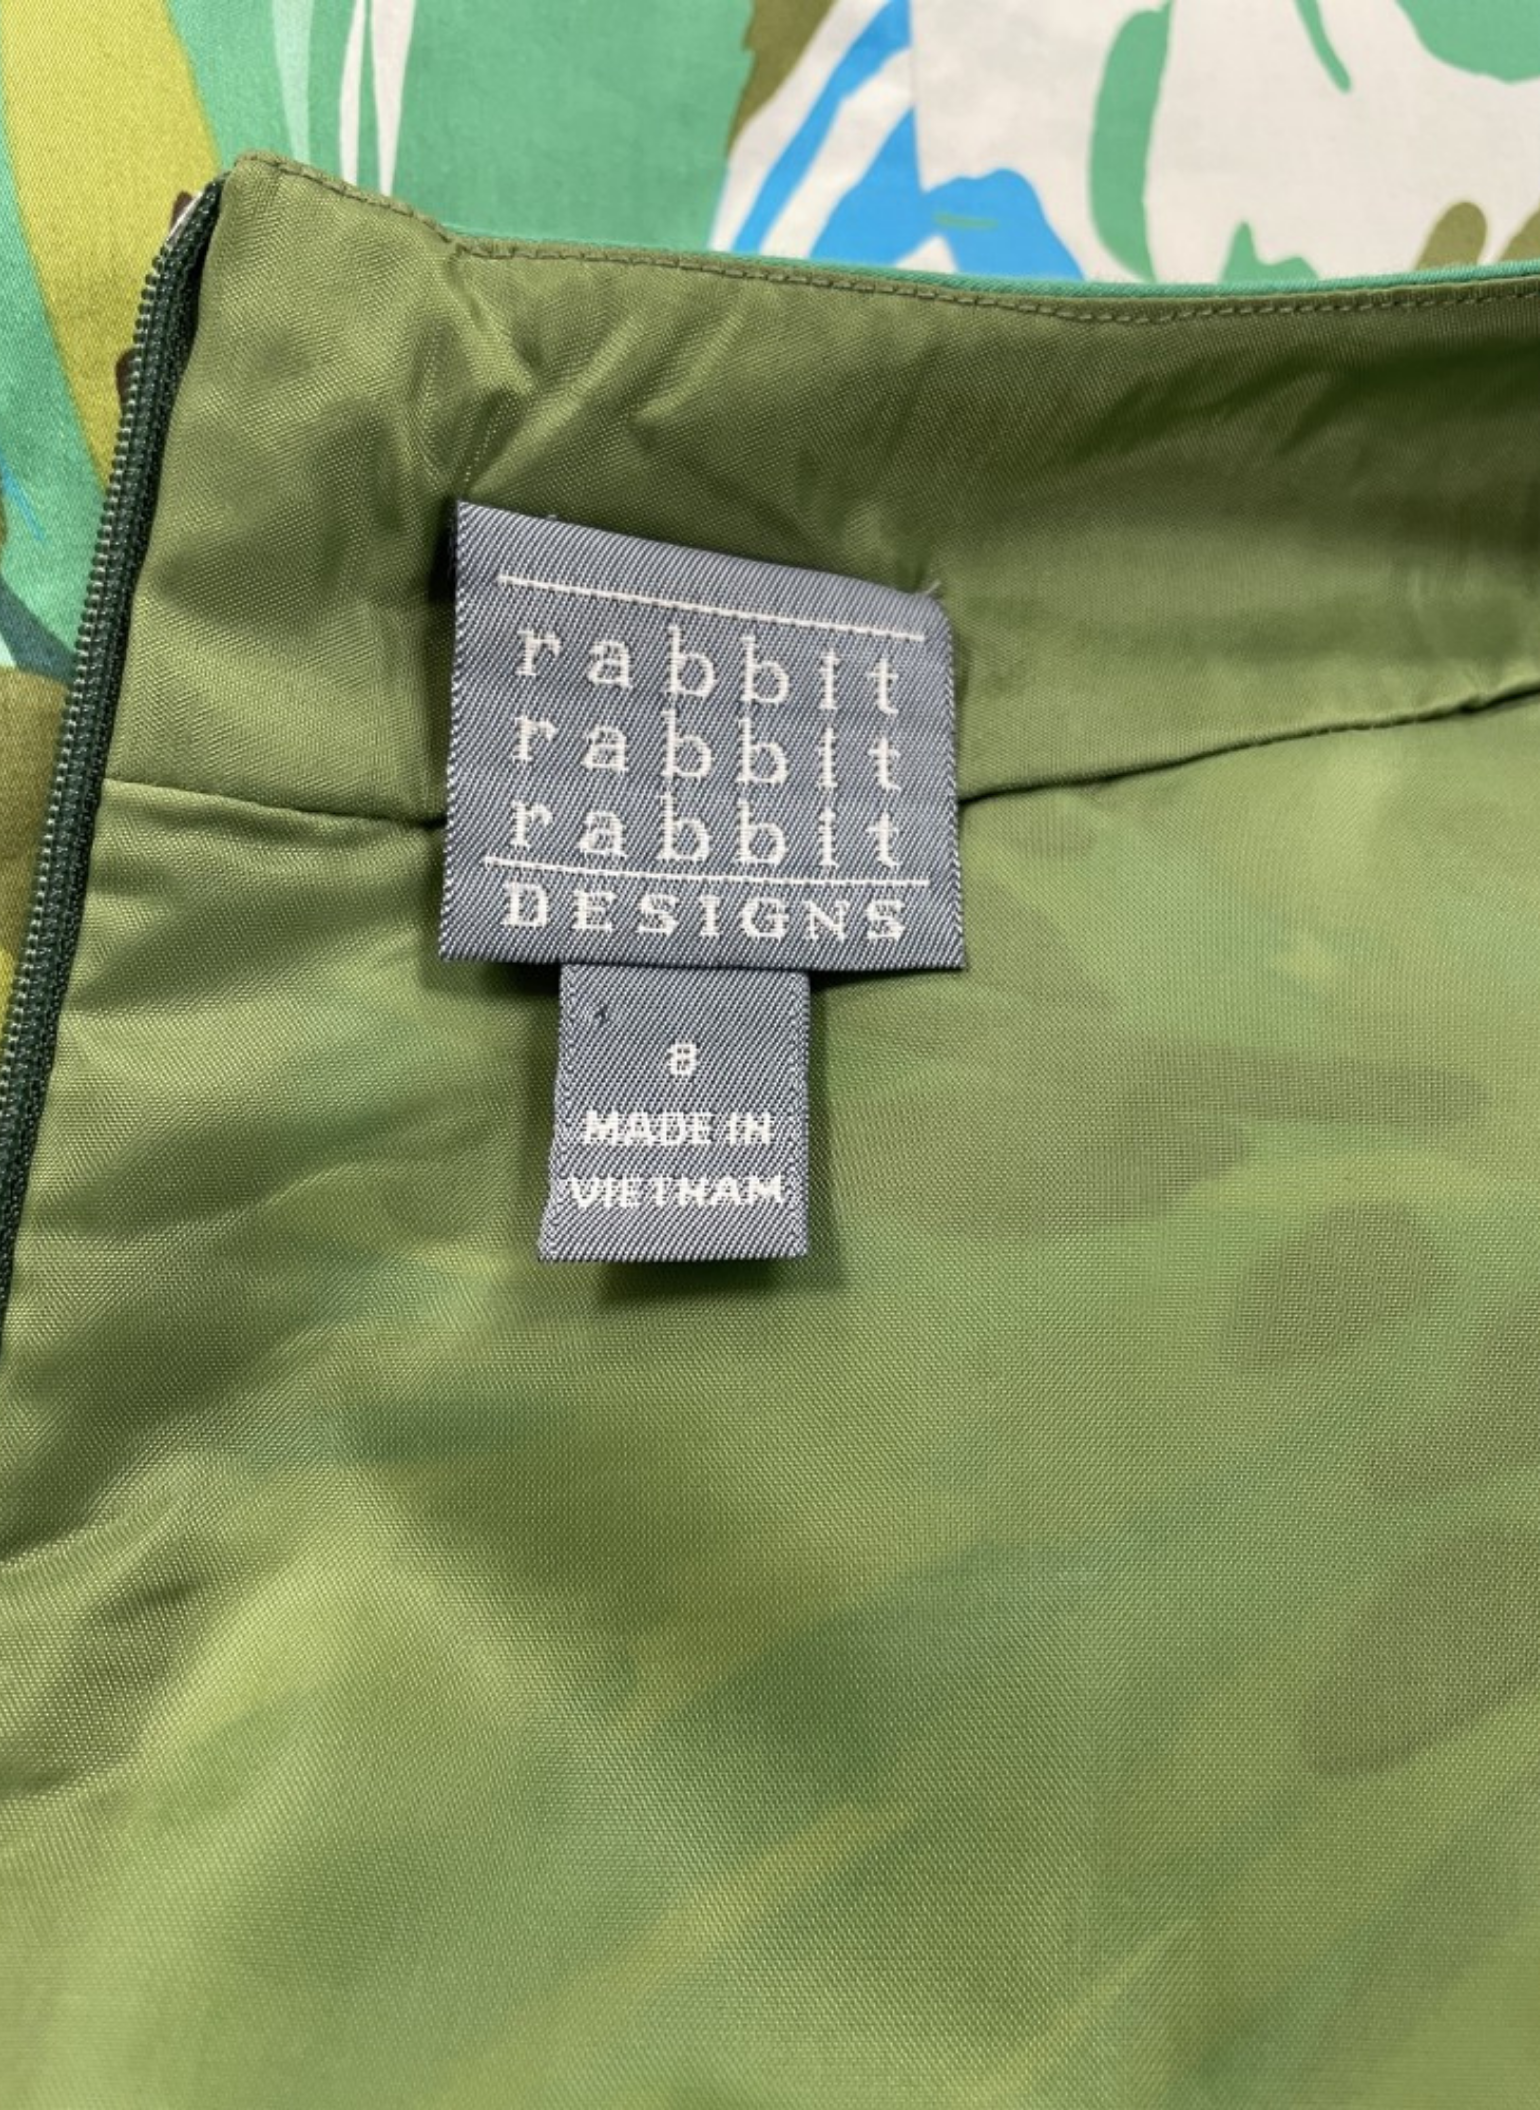 rabbit
rabbit
rabbit
DESIGNS
8
MADE IN
VIETNAM